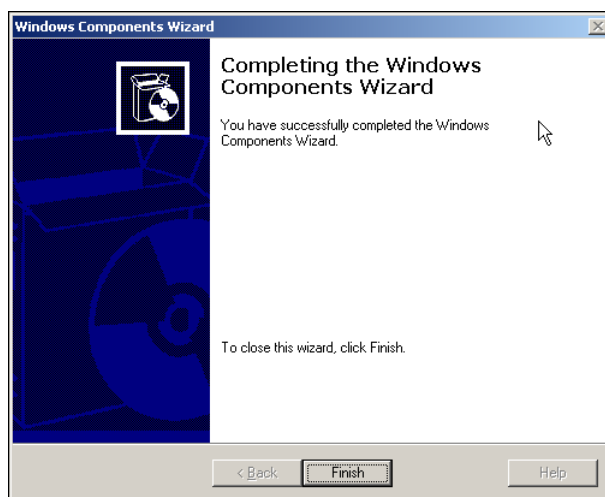 Windows Components Wizard
Completing the Windows
Components Wizard
You have successfully completed the Windows
Components Wizard.
To close this wizard, click Finish.
< Back
Finish
Help